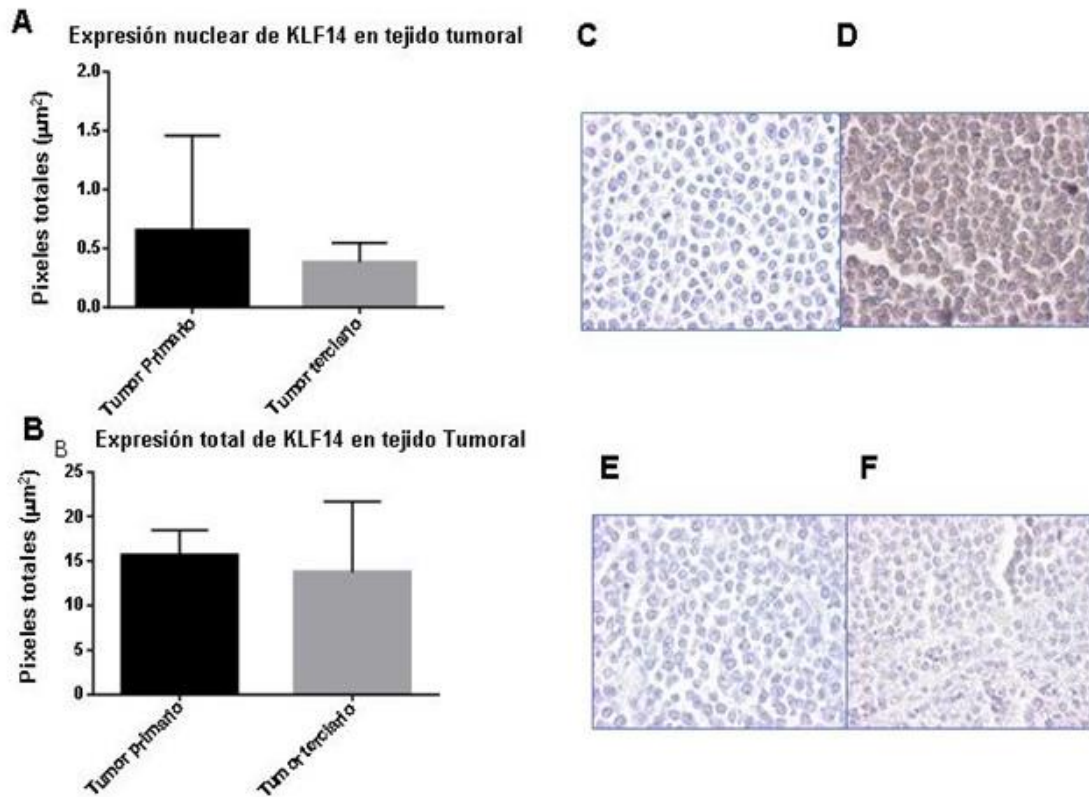 A
Expresión nuclear de KLF14 en tejido tumoral
Pixeles totales (µm²)
2.0
1.5
1.0
0.5
0.0
Tumor Primario
Tumor terciario
B
B
Expresión total de KLF14 en tejido Tumoral
Pixeles totales (µm²)
25
20
15
10
5
0
Tumor primario
Tumor terciario
C
D
E
F